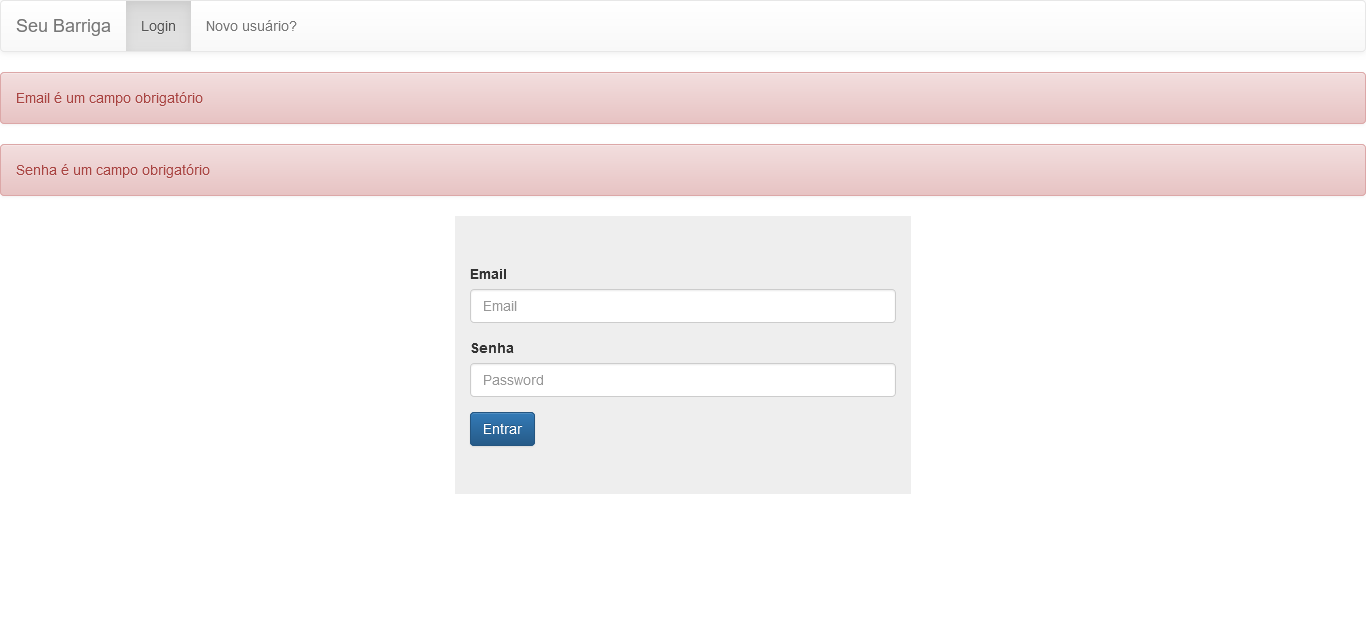 Seu Barriga Login Novo usuário?
Email é um campo obrigatório
Senha é um campo obrigatório
Email
Email
Senha
Password
Entrar